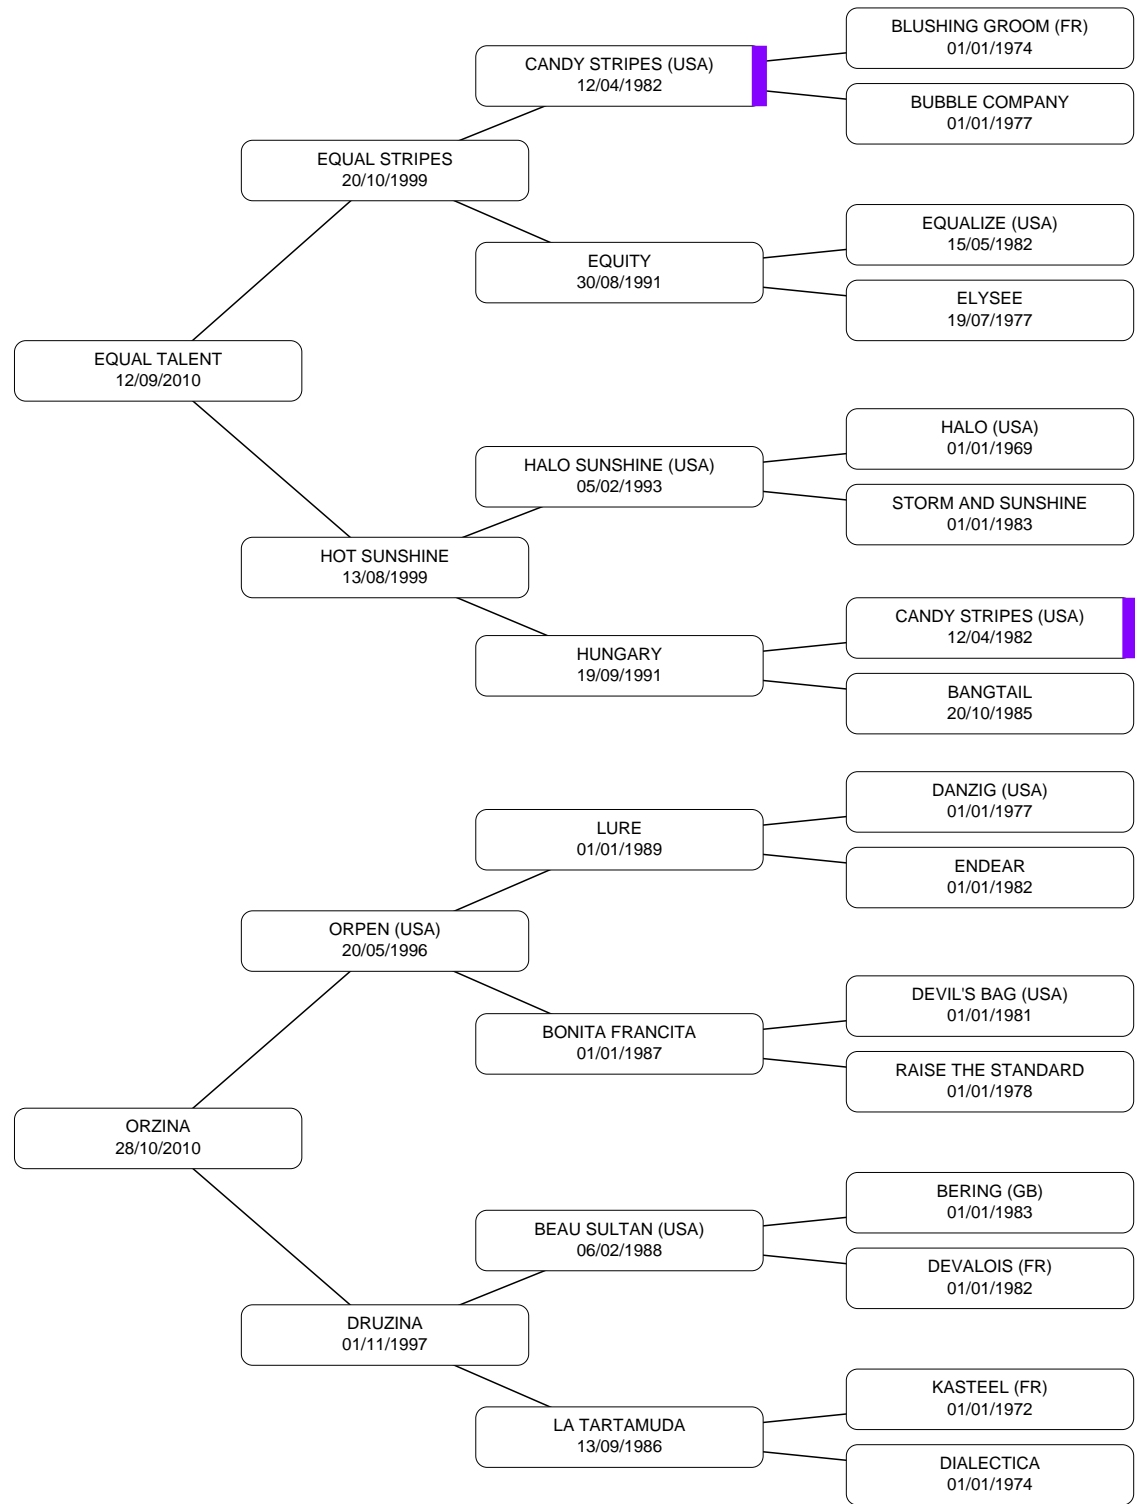 BLUSHING GROOM (FR)
01/01/1974
CANDY STRIPES (USA)
12/04/1982
BUBBLE COMPANY
01/01/1977
EQUAL STRIPES
20/10/1999
EQUALIZE (USA)
15/05/1982
EQUITY
30/08/1991
ELYSEE
19/07/1977
EQUAL TALENT
12/09/2010
HALO (USA)
01/01/1969
HALO SUNSHINE (USA)
05/02/1993
STORM AND SUNSHINE
01/01/1983
HOT SUNSHINE
13/08/1999
CANDY STRIPES (USA)
12/04/1982
HUNGARY
19/09/1991
BANGTAIL
20/10/1985
DANZIG (USA)
01/01/1977
LURE
01/01/1989
ENDEAR
01/01/1982
ORPEN (USA)
20/05/1996
DEVIL'S BAG (USA)
01/01/1981
BONITA FRANCITA
01/01/1987
RAISE THE STANDARD
01/01/1978
ORZINA
28/10/2010
BERING (GB)
01/01/1983
BEAU SULTAN (USA)
06/02/1988
DEVALOIS (FR)
01/01/1982
DRUZINA
01/11/1997
KASTEEL (FR)
01/01/1972
LA TARTAMUDA
13/09/1986
DIALECTICA
01/01/1974